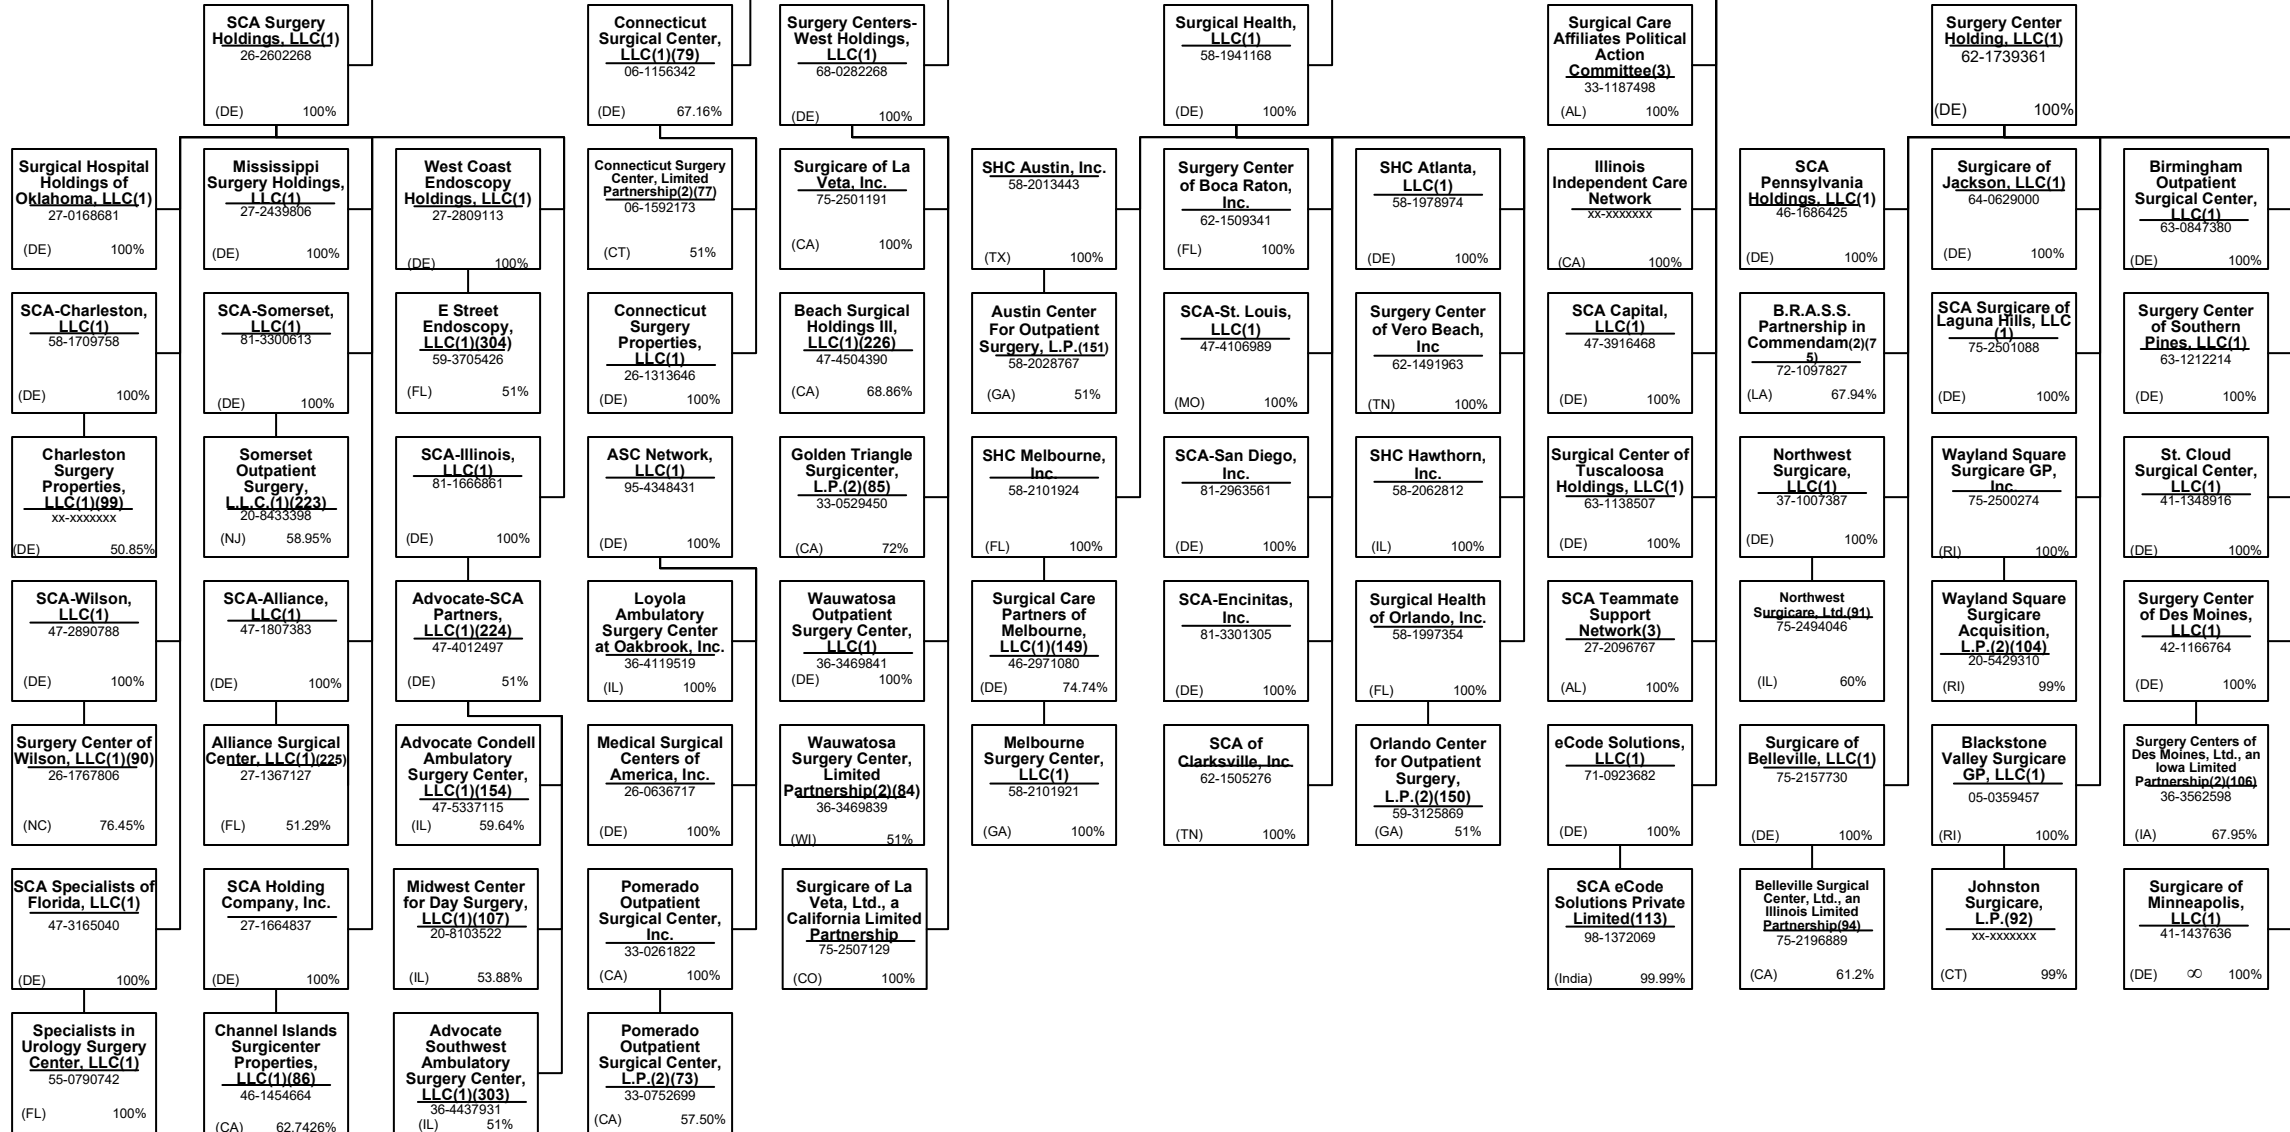 SCA Surgery
Holdings, LLC(1)
26-2602268
(DE) 100%
Connecticut
Surgical Center,
LLC(1)(79)
06-1156342
(DE) 67.16%
Surgery Centers-
West Holdings,
LLC(1)
68-0282268
(DE) 100%
Surgical Health,
LLC(1)
58-1941168
(DE) 100%
Surgical Care
Affiliates Political
Action
Committee(3)
33-1187498
(AL) 100%
Surgery Center
Holding, LLC(1)
62-1739361
(DE) 100%
Surgical Hospital
Holdings of
Oklahoma, LLC(1)
27-0168681
(DE) 100%
Mississippi
Surgery Holdings,
LLC(1)
27-2439806
(DE) 100%
West Coast
Endoscopy
Holdings, LLC(1)
27-2809113
(DE) 100%
Connecticut Surgery
Center, Limited
Partnership(2)(77)
06-1592173
(CT) 51%
Surgicare of La
Veta, Inc.
75-2501191
(CA) 100%
SHC Austin, Inc.
58-2013443
(TX) 100%
Surgery Center
of Boca Raton,
Inc.
62-1509341
(FL) 100%
SHC Atlanta,
LLC(1)
58-1978974
(DE) 100%
Illinois
Independent Care
Network
xx-xxxxxxx
(CA) 100%
SCA
Pennsylvania
Holdings, LLC(1)
46-1686425
(DE) 100%
Surgicare of
Jackson, LLC(1)
64-0629000
(DE) 100%
Birmingham
Outpatient
Surgical Center,
LLC(1)
63-0847380
(DE) 100%
SCA-Charleston,
LLC(1)
58-1709758
(DE) 100%
SCA-Somerset,
LLC(1)
81-3300613
(DE) 100%
E Street
Endoscopy,
LLC(1)(304)
59-3705426
(FL) 51%
Connecticut
Surgery
Properties,
LLC(1)
26-1313646
(DE) 100%
Beach Surgical
Holdings III,
LLC(1)(226)
47-4504390
(CA) 68.86%
Austin Center
For Outpatient
Surgery, L.P.(151)
58-2028767
(GA) 51%
SCA-St. Louis,
LLC(1)
47-4106989
(MO) 100%
Surgery Center
of Vero Beach,
Inc
62-1491963
(TN) 100%
SCA Capital,
LLC(1)
47-3916468
(DE) 100%
B.R.A.S.S.
Partnership in
Commendam(2)(7
5)
72-1097827
(LA) 67.94%
SCA Surgicare of
Laguna Hills, LLC
(1)
75-2501088
(DE) 100%
Surgery Center
of Southern
Pines, LLC(1)
63-1212214
(DE) 100%
Charleston
Surgery
Properties,
LLC(1)(99)
xx-xxxxxxx
(DE) 50.85%
Somerset
Outpatient
Surgery,
L.L.C.(1)(223)
20-8433398
(NJ) 58.95%
SCA-Illinois,
LLC(1)
81-1666861
(DE) 100%
ASC Network,
LLC(1)
95-4348431
(DE) 100%
Golden Triangle
Surgicenter,
L.P.(2)(85)
33-0529450
(CA) 72%
SHC Melbourne,
Inc.
58-2101924
(FL) 100%
SCA-San Diego,
Inc.
81-2963561
(DE) 100%
SHC Hawthorn,
Inc.
58-2062812
(IL) 100%
Surgical Center of
Tuscaloosa
Holdings, LLC(1)
63-1138507
(DE) 100%
Northwest
Surgicare,
LLC(1)
37-1007387
(DE) 100%
Wayland Square
Surgicare GP,
Inc.
75-2500274
(RI) 100%
St. Cloud
Surgical Center,
LLC(1)
41-1348916
(DE) 100%
SCA-Wilson,
LLC(1)
47-2890788
(DE) 100%
SCA-Alliance,
LLC(1)
47-1807383
(DE) 100%
Advocate-SCA
Partners,
LLC(1)(224)
47-4012497
(DE) 51%
Loyola
Ambulatory
Surgery Center
at Oakbrook, Inc.
36-4119519
(IL) 100%
Wauwatosa
Outpatient
Surgery Center,
LLC(1)
36-3469841
(DE) 100%
Surgical Care
Partners of
Melbourne,
LLC(1)(149)
46-2971080
(DE) 74.74%
SCA-Encinitas,
Inc.
81-3301305
(DE) 100%
Surgical Health
of Orlando, Inc.
58-1997354
(FL) 100%
SCA Teammate
Support
Network(3)
27-2096767
(AL) 100%
Northwest
Surgicare, Ltd.(91)
75-2494046
(IL) 60%
Wayland Square
Surgicare
Acquisition,
L.P.(2)(104)
20-5429310
(RI) 99%
Surgery Center
of Des Moines,
LLC(1)
42-1166764
(DE) 100%
Surgery Center of
Wilson, LLC(1)(90)
26-1767806
(NC) 76.45%
Alliance Surgical
Center, LLC(1)(225)
27-1367127
(FL) 51.29%
Advocate Condell
Ambulatory
Surgery Center,
LLC(1)(154)
47-5337115
(IL) 59.64%
Medical Surgical
Centers of
America, Inc.
26-0636717
(DE) 100%
Wauwatosa
Surgery Center,
Limited
Partnership(2)(84)
36-3469839
(WI) 51%
Melbourne
Surgery Center,
LLC(1)
58-2101921
(GA) 100%
SCA of
Clarksville, Inc.
62-1505276
(TN) 100%
Orlando Center
for Outpatient
Surgery,
L.P.(2)(150)
59-3125869
(GA) 51%
eCode Solutions,
LLC(1)
71-0923682
(DE) 100%
Surgicare of
Belleville, LLC(1)
75-2157730
(DE) 100%
Blackstone
Valley Surgicare
GP, LLC(1)
05-0359457
(RI) 100%
Surgery Centers of
Des Moines, Ltd., an
Iowa Limited
Partnership(2)(106)
36-3562598
(IA) 67.95%
SCA Specialists of
Florida, LLC(1)
47-3165040
(DE) 100%
SCA Holding
Company, Inc.
27-1664837
(DE) 100%
Midwest Center
for Day Surgery,
LLC(1)(107)
20-8103522
(IL) 53.88%
Pomerado
Outpatient
Surgical Center,
Inc.
33-0261822
(CA) 100%
Surgicare of La
Veta, Ltd., a
California Limited
Partnership
75-2507129
(CO) 100%
SCA eCode
Solutions Private
Limited(113)
98-1372069
(India) 99.99%
Belleville Surgical
Center, Ltd., an
Illinois Limited
Partnership(94)
75-2196889
(CA) 61.2%
Johnston
Surgicare,
L.P.(92)
xx-xxxxxxx
(CT) 99%
Surgicare of
Minneapolis,
LLC(1)
41-1437636
(DE) ∞ 100%
Specialists in
Urology Surgery
Center, LLC(1)
55-0790742
(FL) 100%
Channel Islands
Surgicenter
Properties,
LLC(1)(86)
46-1454664
(CA) 62.7426%
Advocate
Southwest
Ambulatory
Surgery Center,
LLC(1)(303)
36-4437931
(IL) 51%
Pomerado
Outpatient
Surgical Center,
L.P.(2)(73)
33-0752699
(CA) 57.50%